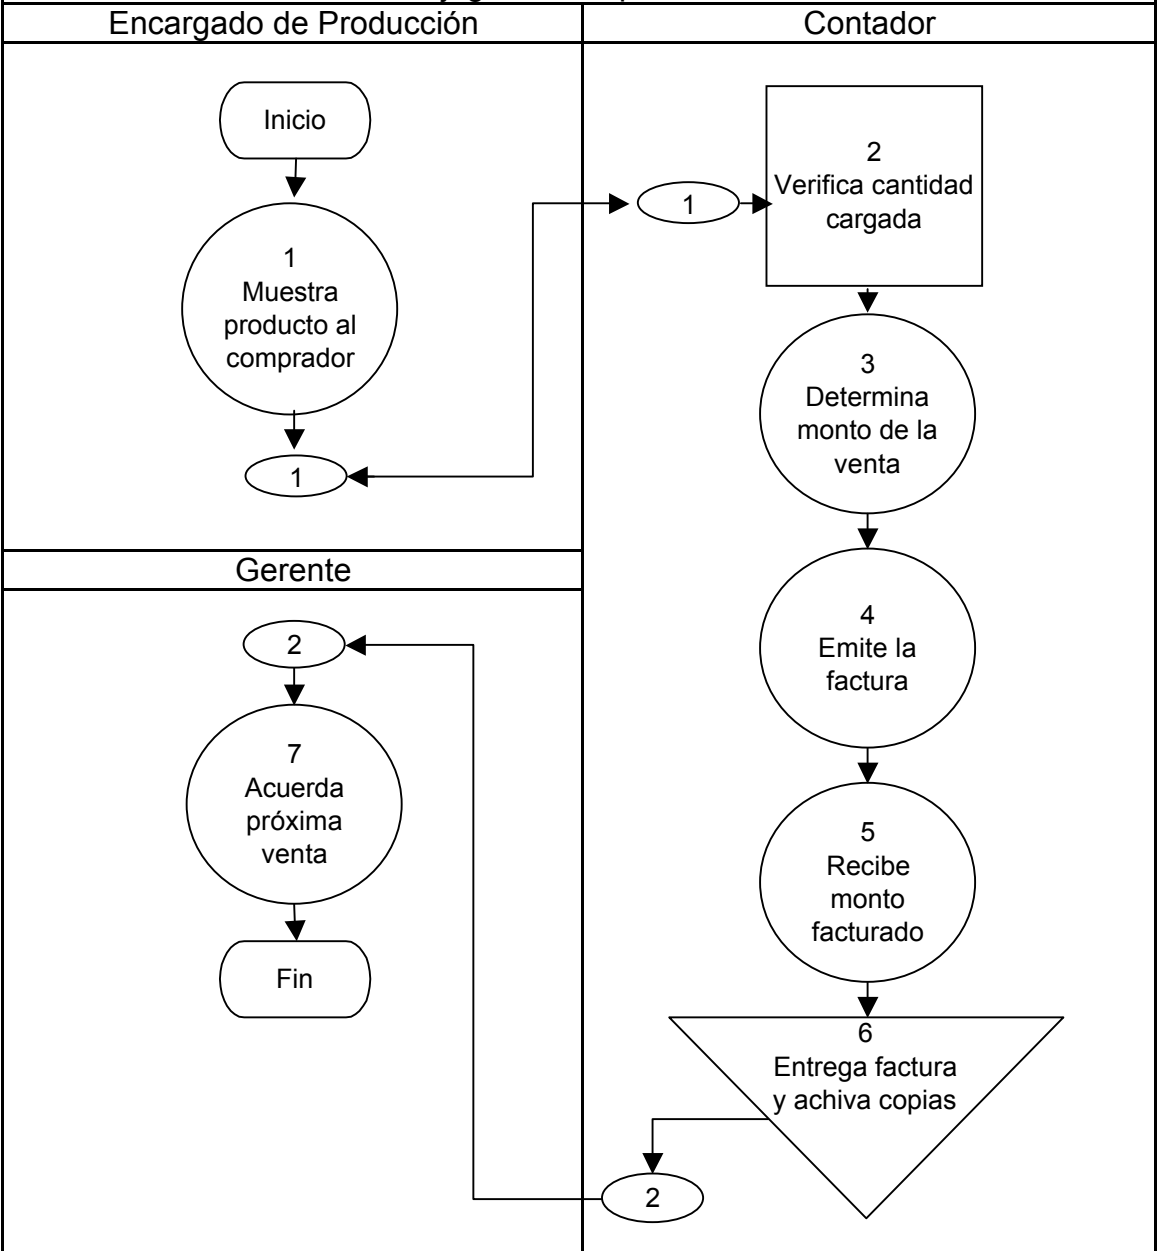 Encargado de Producción
Contador
Inicio
1
Muestra
producto al
comprador
1
1
2
Verifica cantidad
cargada
3
Determina
monto de la
venta
4
Emite la
factura
5
Recibe
monto
facturado
6
Entrega factura
y achiva copias
2
Gerente
2
7
Acuerda
próxima
venta
Fin